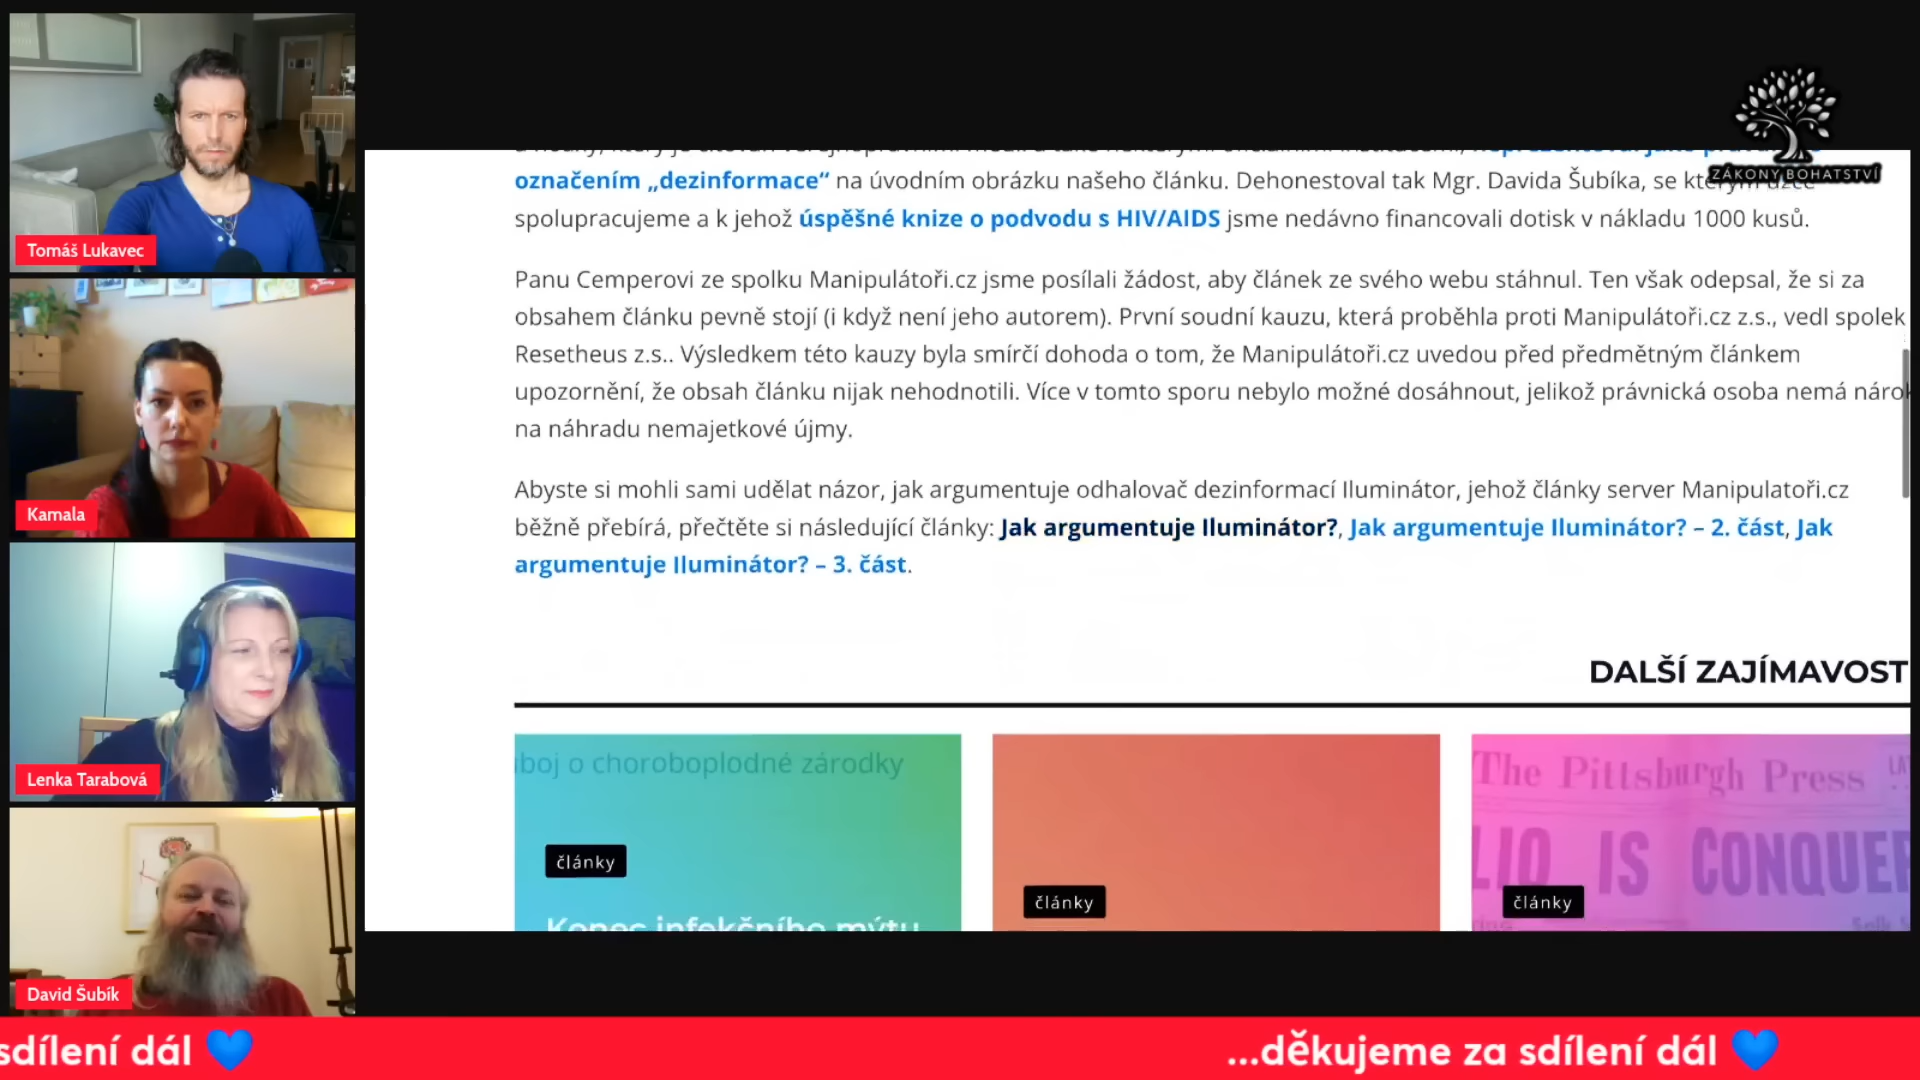 Tomáš Lukavec
Kamala
Lenka Tarabová
David Šubík
ZÁKONY BOHATSTVÍ
označením „dezinformace“ na úvodním obrázku našeho článku. Dehonestoval tak Mgr. Davida Šubíka, se kterým úzce
spolupracujeme a k jehož úspěšné knize o podvodu s HIV/AIDS jsme nedávno financovali dotisk v nákladu 1000 kusů.
Panu Cemperovi ze spolku Manipulátoři.cz jsme posílali žádost, aby článek ze svého webu stáhnul. Ten však odepsal, že si za
obsahem článku pevně stojí (i když není jeho autorem). První soudní kauzu, která proběhla proti Manipulátoři.cz z.s., vedl spolek
Resetheus z.s.. Výsledkem této kauzy byla smírčí dohoda o tom, že Manipulátoři.cz uvedou před předmětným článkem
upozornění, že obsah článku nijak nehodnotili. Více v tomto sporu nebylo možné dosáhnout, jelikož právnická osoba nemá nárok
na náhradu nemajetkové újmy.
Abyste si mohli sami udělat názor, jak argumentuje odhalovač dezinformací Iluminátor, jehož články server Manipulatoři.cz
běžně přebírá, přečtěte si následující články: Jak argumentuje Iluminátor?, Jak argumentuje Iluminátor? – 2. část, Jak
argumentuje Iluminátor? – 3. část.
DALŠÍ ZAJÍMAVOST
boj o choroboplodné zárodky
články
Konec infekčního mýtu
články
The Pittsburgh Press
LIO IS CONQUER
články
sdílení dál 💙
...děkujeme za sdílení dál 💙